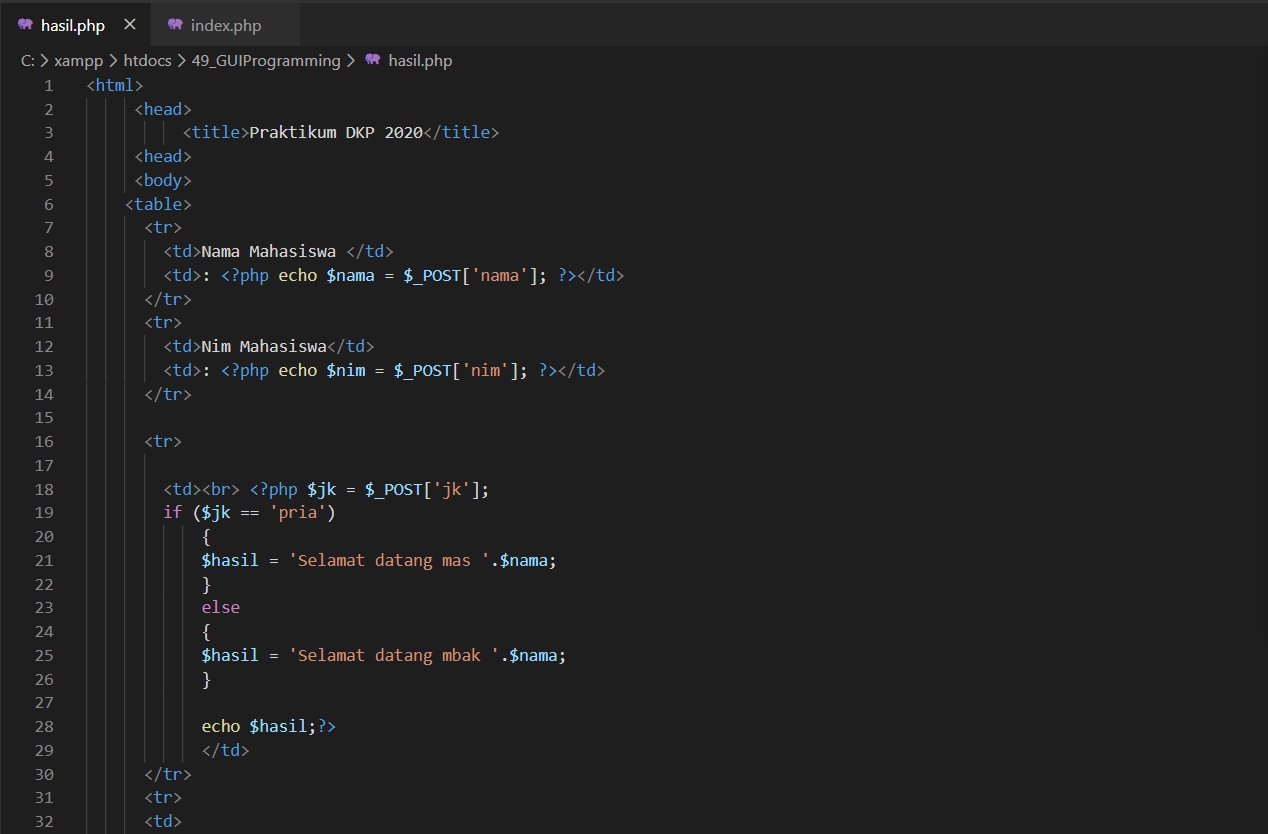 hasil.php × index.php
C: > xampp > htdocs > 49_GUIProgramming > hasil.php
1 <html>
2 <head>
3 <title>Praktikum DKP 2020</title>
4 <head>
5 <body>
6 <table>
7 <tr>
8 <td>Nama Mahasiswa </td>
9 <td>: <?php echo $nama = $_POST['nama']; ?></td>
10 </tr>
11 <tr>
12 <td>Nim Mahasiswa</td>
13 <td>: <?php echo $nim = $_POST['nim']; ?></td>
14 </tr>
15
16 <tr>
17
18 <td><br> <?php $jk = $_POST['jk'];
19 if ($jk == 'pria')
20 {
21 $hasil = 'Selamat datang mas '.$nama;
22 }
23 else
24 {
25 $hasil = 'Selamat datang mbak '.$nama;
26 }
27
28 echo $hasil;?>
29 </td>
30 </tr>
31 <tr>
32 <td>